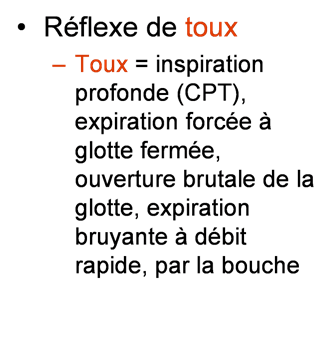 • Réflexe de toux
– Toux = inspiration
profonde (CPT),
expiration forcée à
glotte fermée,
ouverture brutale de la
glotte, expiration
bruyante à débit
rapide, par la bouche